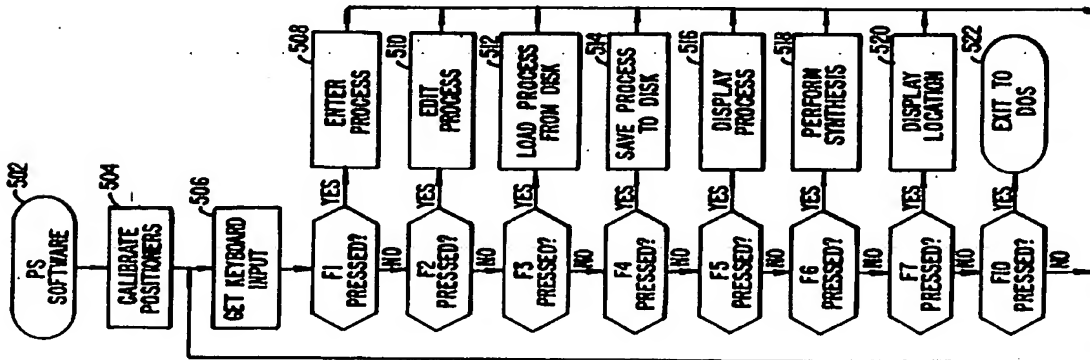 502
PS
SOFTWARE
504
CALIBRATE
POSITIONERS
506
GET KEYBOARD
INPUT
F1
PRESSED?
YES
508
ENTER
PROCESS
NO
F2
PRESSED?
YES
510
EDIT
PROCESS
NO
F3
PRESSED?
YES
512
LOAD PROCESS
FROM DISK
NO
F4
PRESSED?
YES
514
SAVE PROCESS
TO DISK
NO
F5
PRESSED?
YES
516
DISPLAY
PROCESS
NO
F6
PRESSED?
YES
518
PERFORM
SYNTHESIS
NO
F7
PRESSED?
YES
520
DISPLAY
LOCATION
NO
F10
PRESSED?
YES
522
EXIT TO
DOS
NO